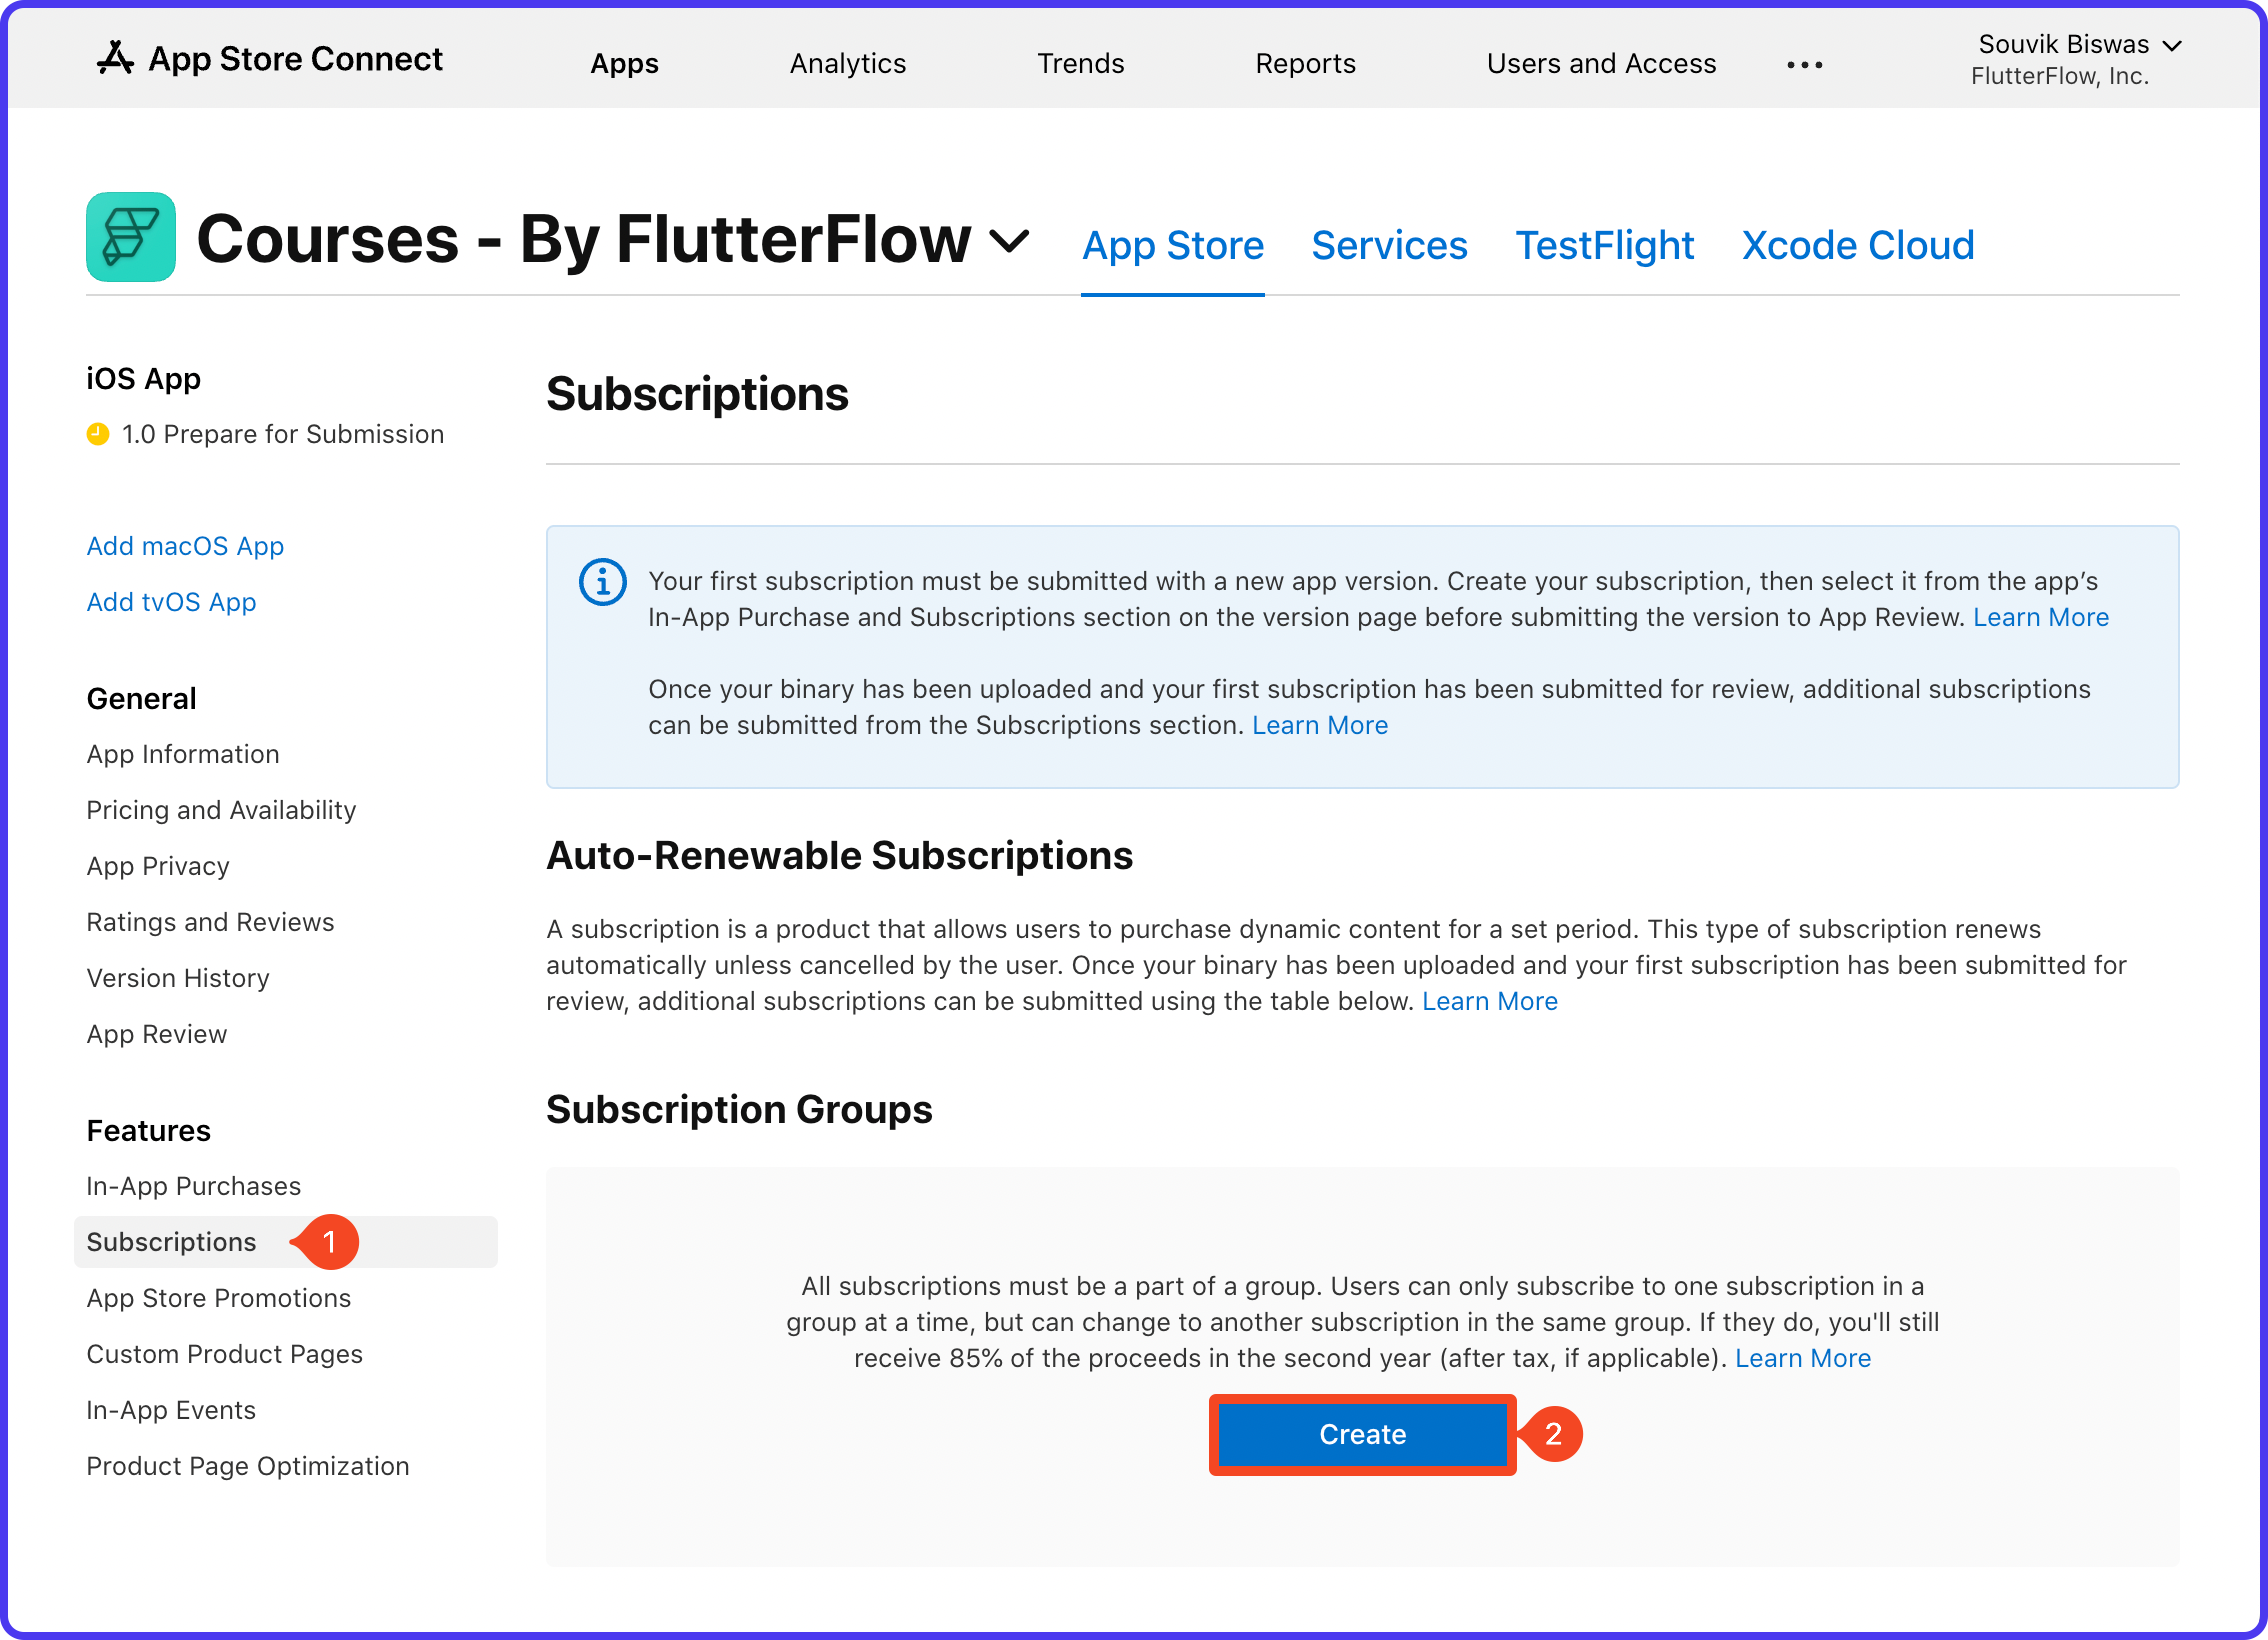 App Store Connect
Apps
Analytics
Trends
Reports
Users and Access
Souvik Biswas
FlutterFlow, Inc.
Courses - By FlutterFlow
App Store
Services
TestFlight
Xcode Cloud
iOS App
1.0 Prepare for Submission
Add macOS App
Add tvOS App
General
App Information
Pricing and Availability
App Privacy
Ratings and Reviews
Version History
App Review
Features
In-App Purchases
Subscriptions
1
App Store Promotions
Custom Product Pages
In-App Events
Product Page Optimization
Subscriptions
Your first subscription must be submitted with a new app version. Create your subscription, then select it from the app’s
In-App Purchase and Subscriptions section on the version page before submitting the version to App Review. Learn More
Once your binary has been uploaded and your first subscription has been submitted for review, additional subscriptions
can be submitted from the Subscriptions section. Learn More
Auto-Renewable Subscriptions
A subscription is a product that allows users to purchase dynamic content for a set period. This type of subscription renews
automatically unless cancelled by the user. Once your binary has been uploaded and your first subscription has been submitted for
review, additional subscriptions can be submitted using the table below. Learn More
Subscription Groups
All subscriptions must be a part of a group. Users can only subscribe to one subscription in a
group at a time, but can change to another subscription in the same group. If they do, you'll still
receive 85% of the proceeds in the second year (after tax, if applicable). Learn More
Create
2